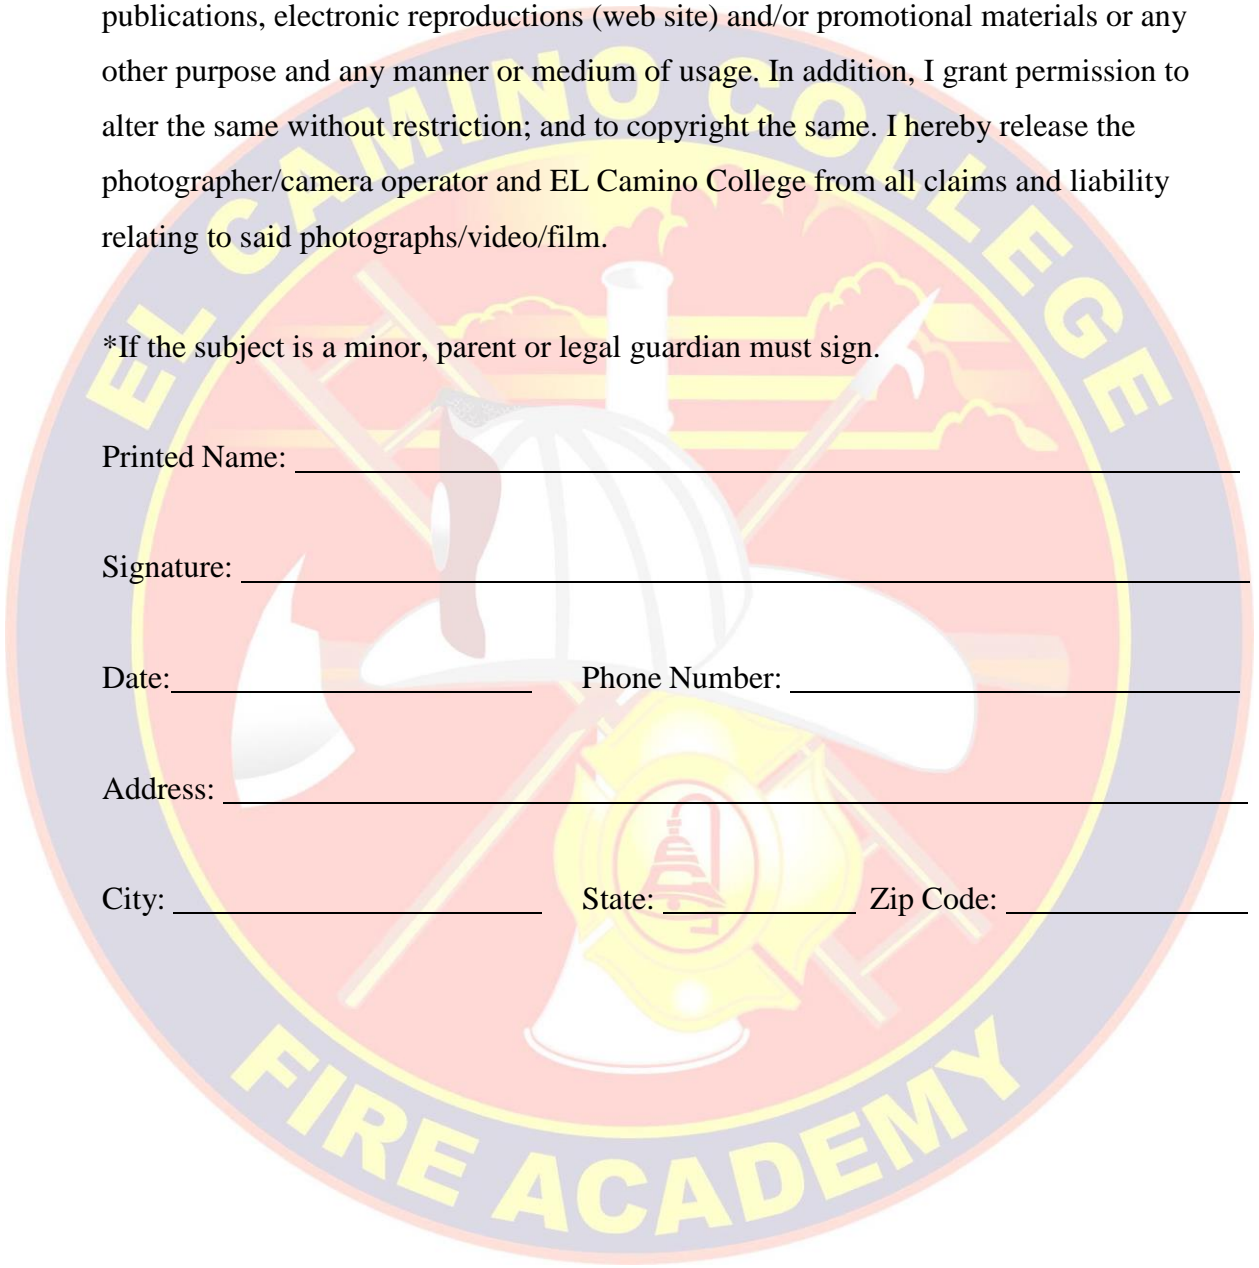 publications, electronic reproductions (web site) and/or promotional materials or any
other purpose and any manner or medium of usage. In addition, I grant permission to
alter the same without restriction; and to copyright the same. I hereby release the
photographer/camera operator and EL Camino College from all claims and liability
relating to said photographs/video/film.
*If the subject is a minor, parent or legal guardian must sign.
Printed Name:
Signature:
Date: Phone Number:
Address:
City: State: Zip Code:
EL CAMINO COLLEGE
FIRE ACADEMY